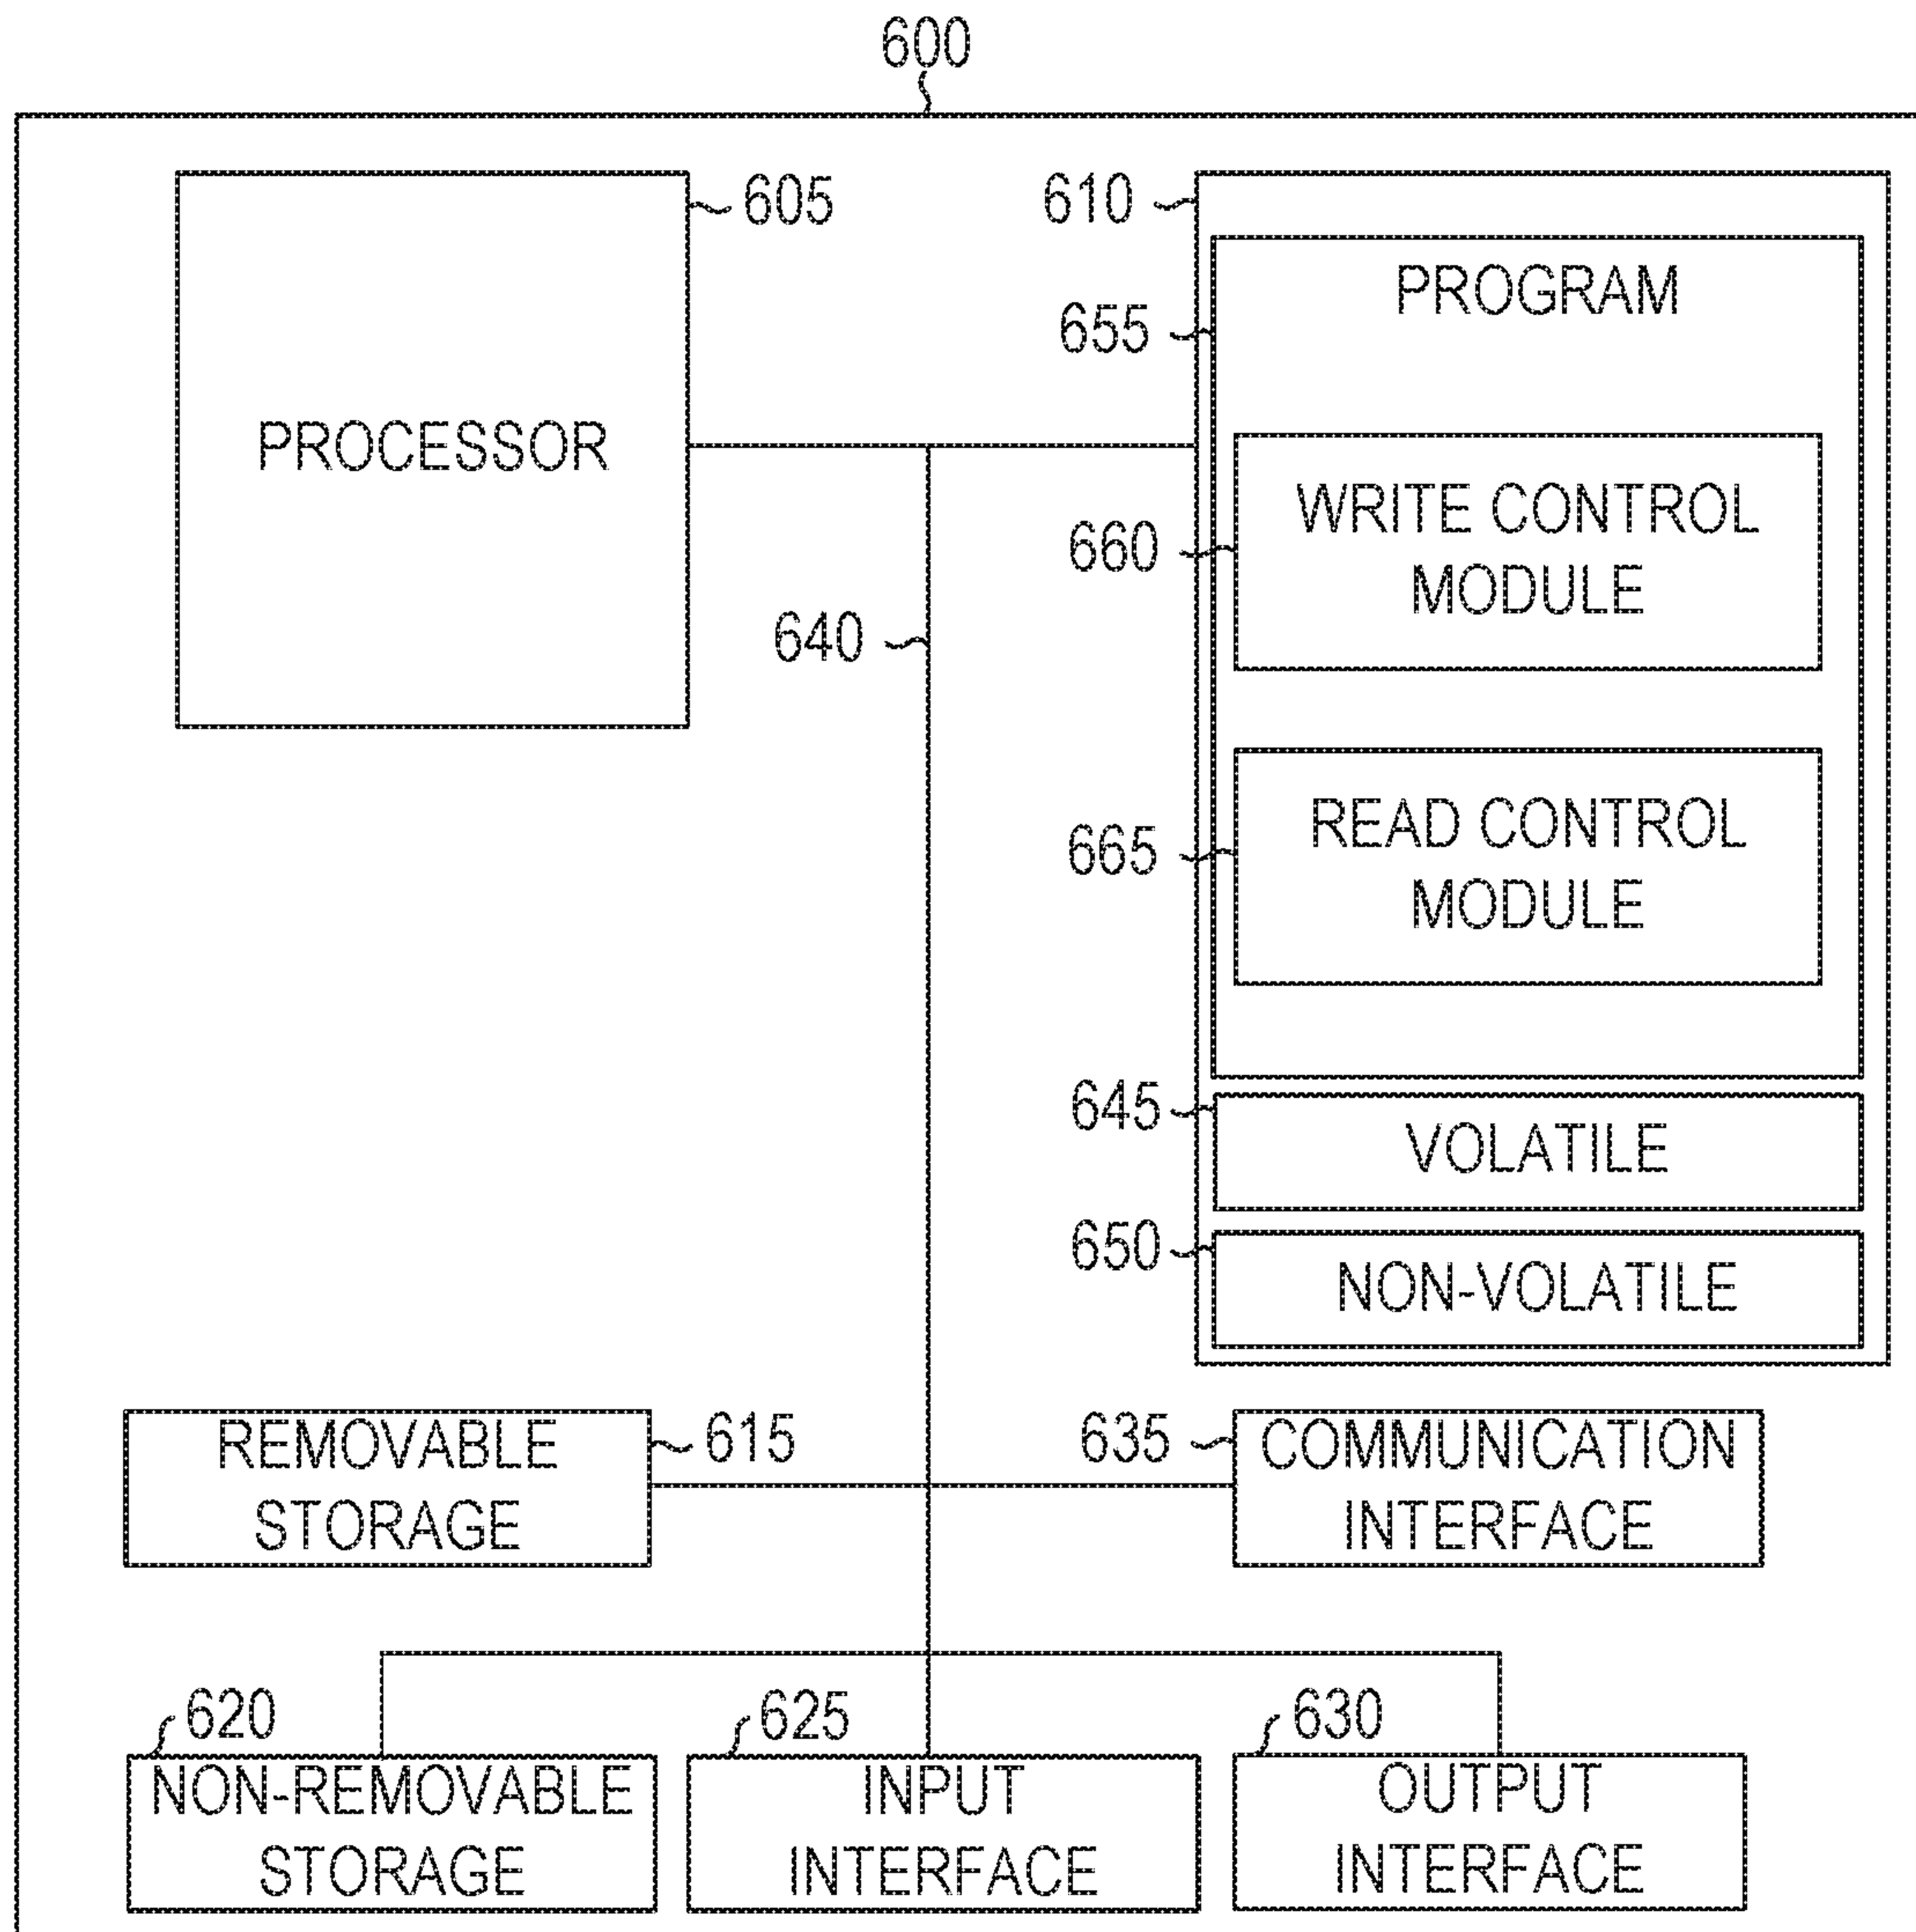 600
605
610
PROGRAM
655
PROCESSOR
WRITE CONTROL
MODULE
660
640
READ CONTROL
MODULE
665
645
VOLATILE
650
NON-VOLATILE
REMOVABLE
STORAGE
615
635
COMMUNICATION
INTERFACE
620
NON-REMOVABLE
STORAGE
625
INPUT
INTERFACE
630
OUTPUT
INTERFACE